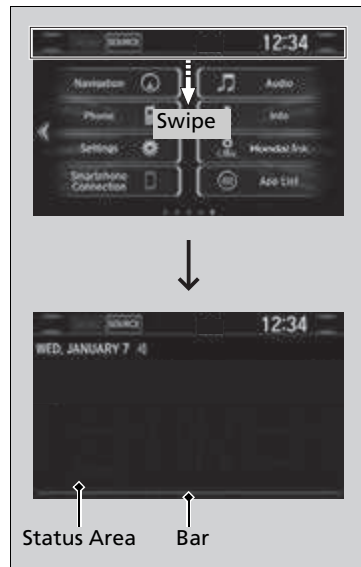 SOURCE 12:34
Navigation Audio
Phone Info
Swipe
Settings HondaLink
Smartphone
Connection App List
SOURCE 12:34
WED, JANUARY 7
Status Area Bar